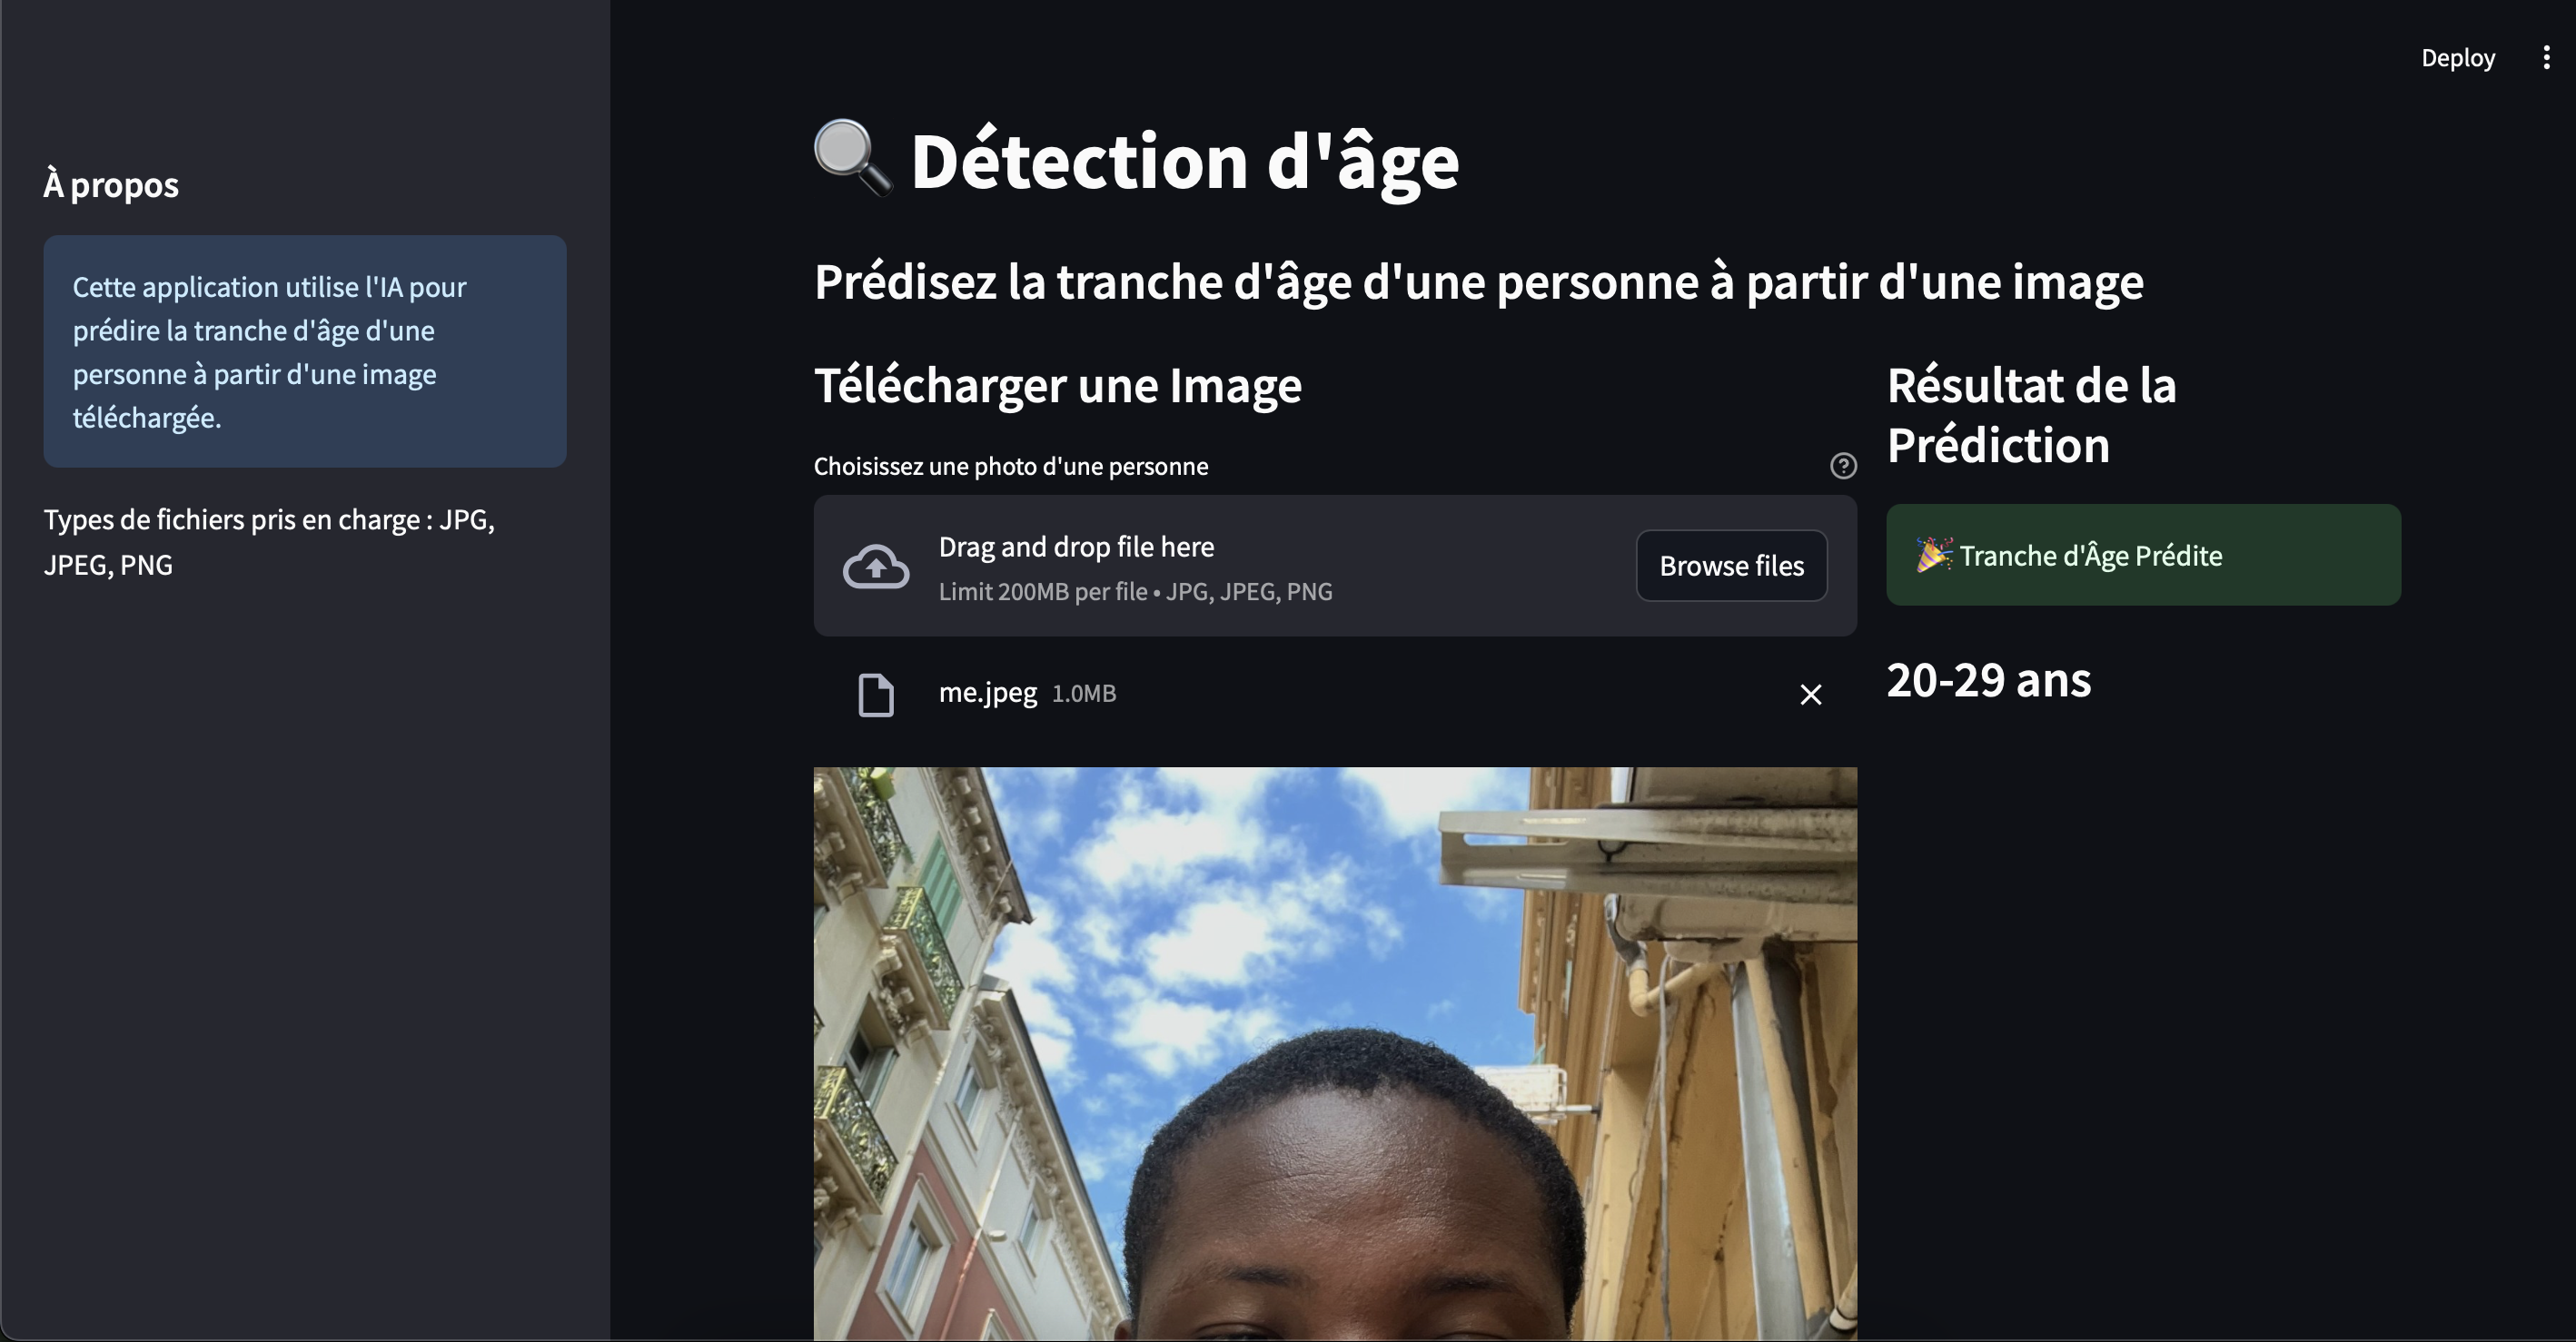 Deploy
À propos
Cette application utilise l'IA pour
prédire la tranche d'âge d'une
personne à partir d'une image
téléchargée.
Types de fichiers pris en charge : JPG,
JPEG, PNG
Détection d'âge
Prédisez la tranche d'âge d'une personne à partir d'une image
Télécharger une Image
Choisissez une photo d'une personne
Drag and drop file here
Limit 200MB per file • JPG, JPEG, PNG
Browse files
me.jpeg 1.0MB
Résultat de la
Prédiction
🎉 Tranche d'Âge Prédite
20-29 ans